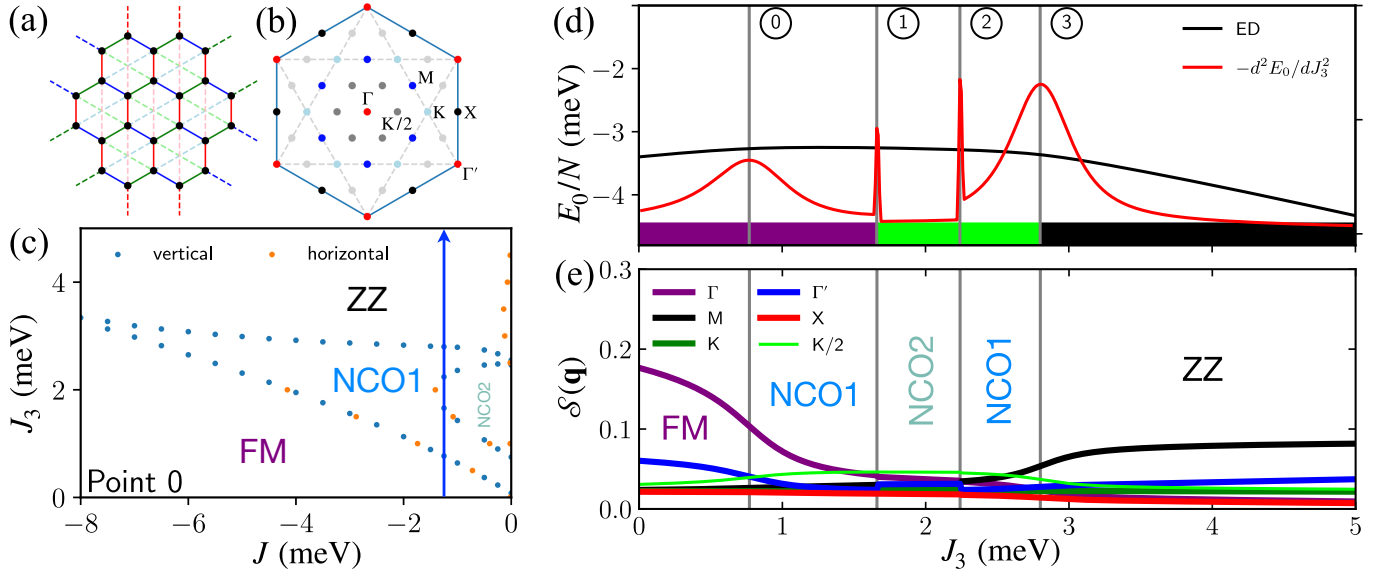 (a)
(b)
Γ
M
K/2
K
X
Γ′
(c)
vertical
horizontal
ZZ
NCO1
NCO2
FM
Point 0
J₃ (meV)
4
2
0
−8
−6
−4
−2
0
J (meV)
(d)
0
1
2
3
ED
−d²E₀/dJ₃²
E₀/N (meV)
−2
−3
−4
(e)
0.3
0.2
0.1
0.0
𝒮(q)
Γ
M
K
Γ′
X
K/2
FM
NCO1
NCO2
NCO1
ZZ
0
1
2
3
4
5
J₃ (meV)